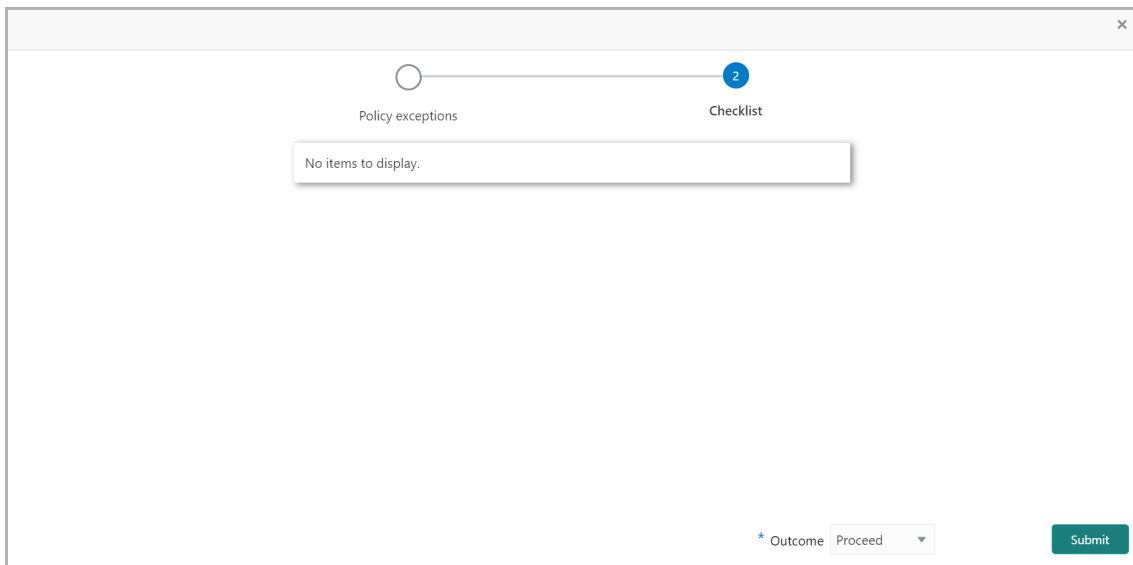 ×
2
Policy exceptions
Checklist
No items to display.
* Outcome Proceed
Submit